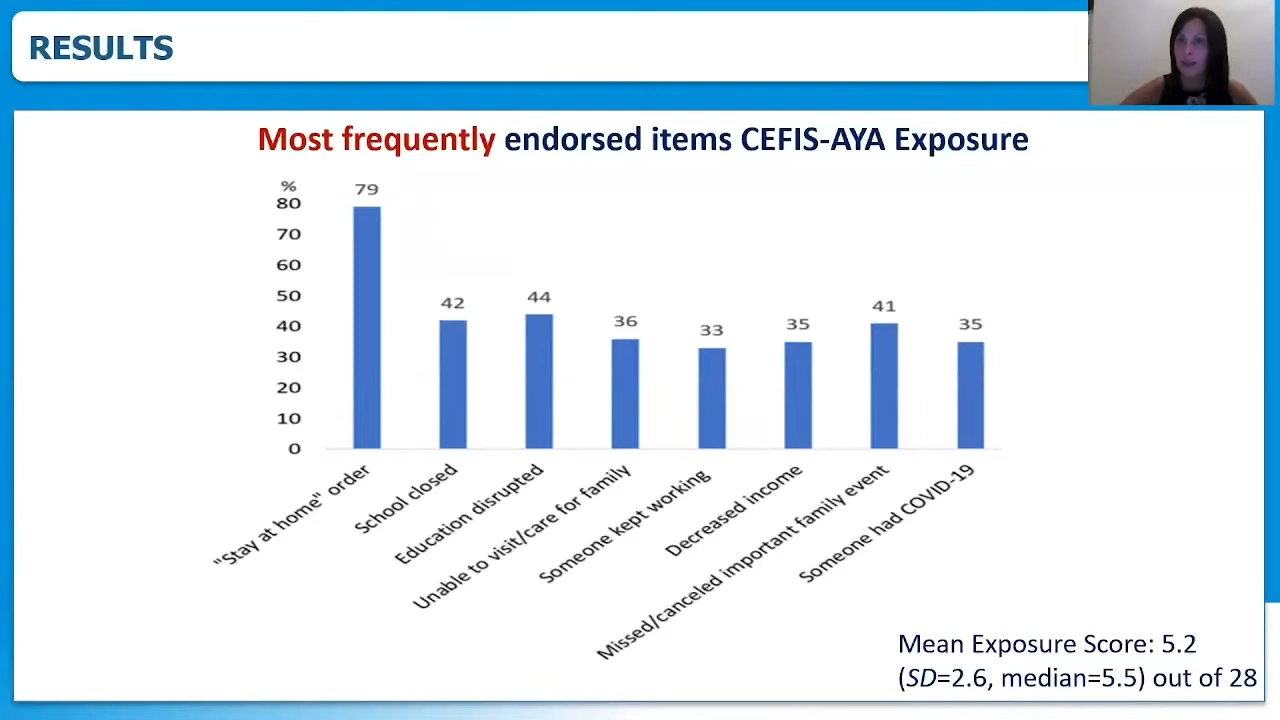 RESULTS
Most frequently endorsed items CEFIS-AYA Exposure
%
80
70
60
50
40
30
20
10
0
79
42
44
36
33
35
41
35
"Stay at home" order
School closed
Education disrupted
Unable to visit/care for family
Someone kept working
Decreased income
Missed/canceled important family event
Someone had COVID-19
Mean Exposure Score: 5.2
(SD=2.6, median=5.5) out of 28